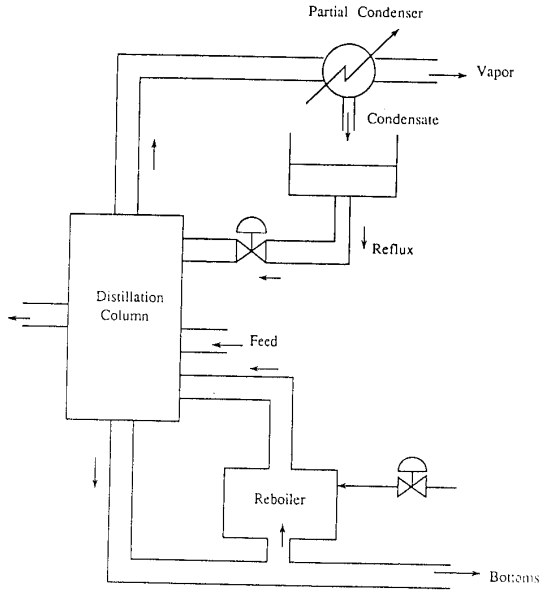 Partial Condenser
Vapor
Condensate
Reflux
Distillation
Column
Feed
Reboiler
Bottoms